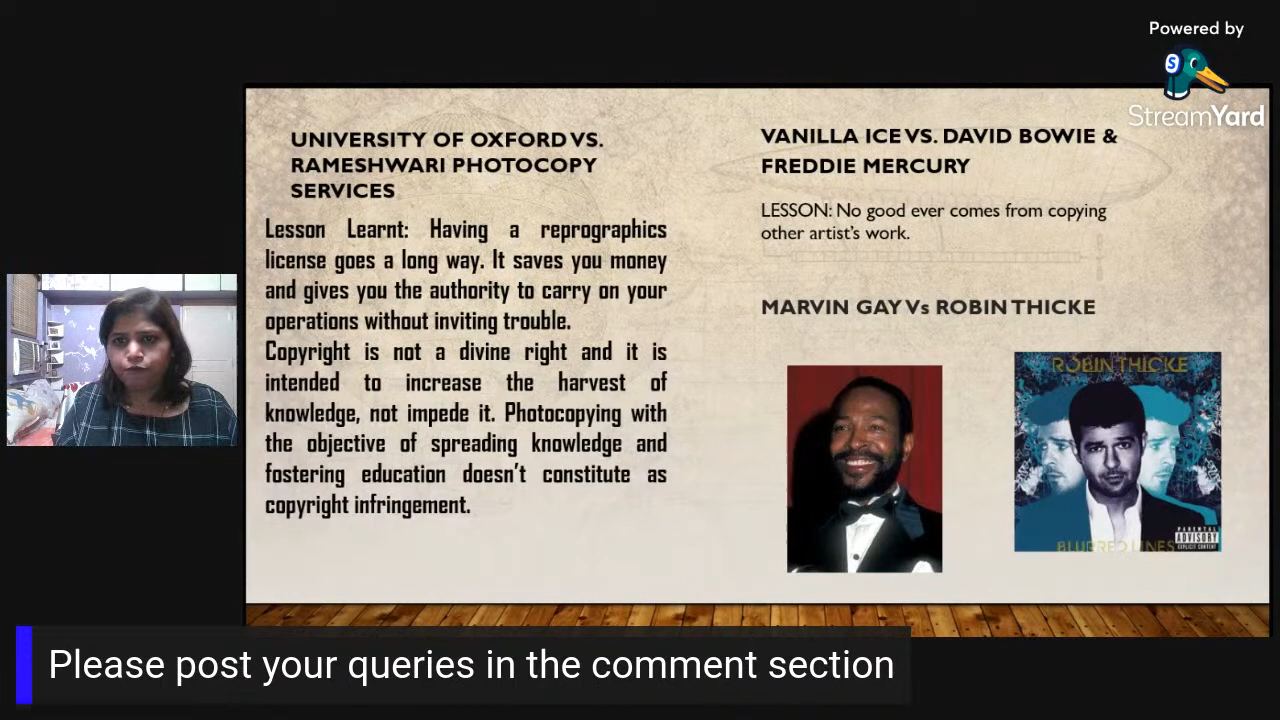 Powered by
StreamYard
UNIVERSITY OF OXFORD VS.
RAMESHWARI PHOTOCOPY
SERVICES
Lesson Learnt: Having a reprographics
license goes a long way. It saves you money
and gives you the authority to carry on your
operations without inviting trouble.
Copyright is not a divine right and it is
intended to increase the harvest of
knowledge, not impede it. Photocopying with
the objective of spreading knowledge and
fostering education doesn't constitute as
copyright infringement.
VANILLA ICE VS. DAVID BOWIE &
FREDDIE MERCURY
LESSON: No good ever comes from copying
other artist's work.
MARVIN GAY Vs ROBIN THICKE
ROBIN THICKE
BLURRED LINES
PARENTAL
ADVISORY
EXPLICIT CONTENT
Please post your queries in the comment section